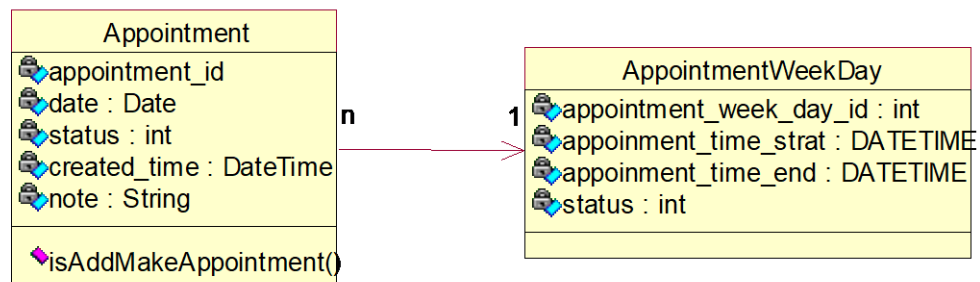 Appointment
appointment_id
date : Date
status : int
created_time : DateTime
note : String
isAddMakeAppointment()
n
1
AppointmentWeekDay
appointment_week_day_id : int
appoinment_time_strat : DATETIME
appoinment_time_end : DATETIME
status : int